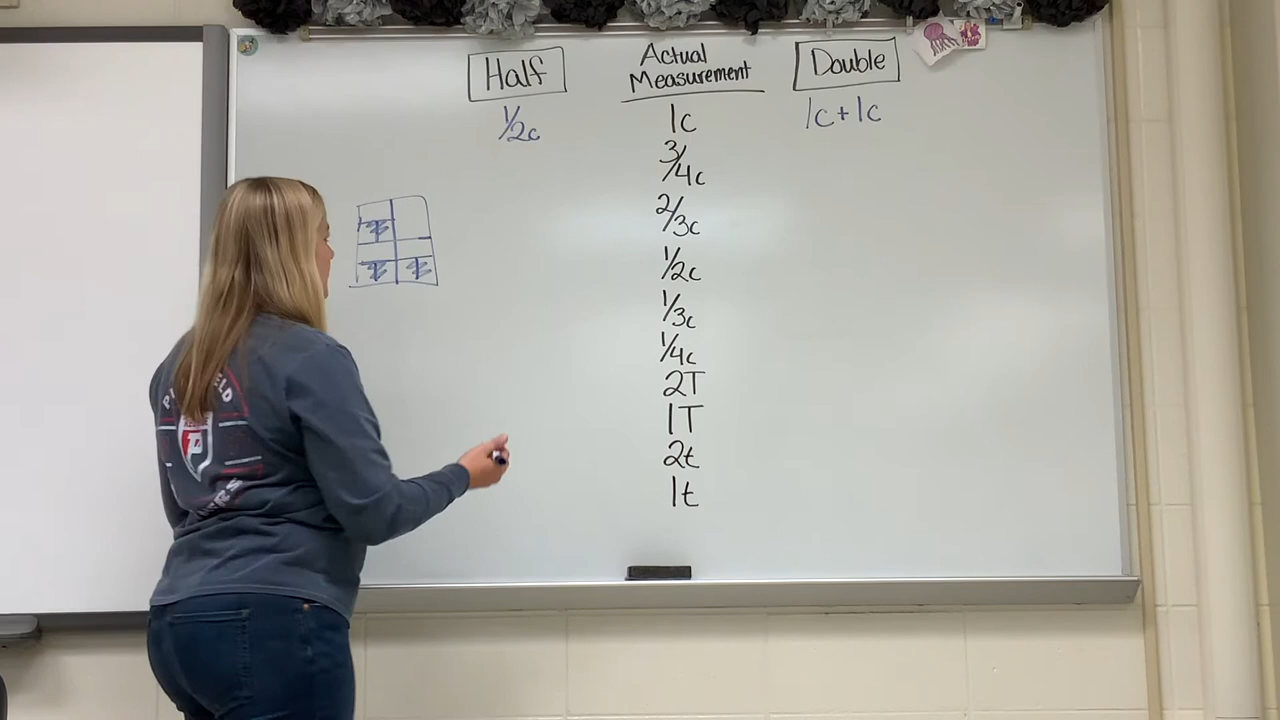 Half
Actual
Measurement
Double
1/2c
1c
1c+1c
3/4c
2/3c
1/2c
1/3c
1/4c
2T
1T
2t
1t
P